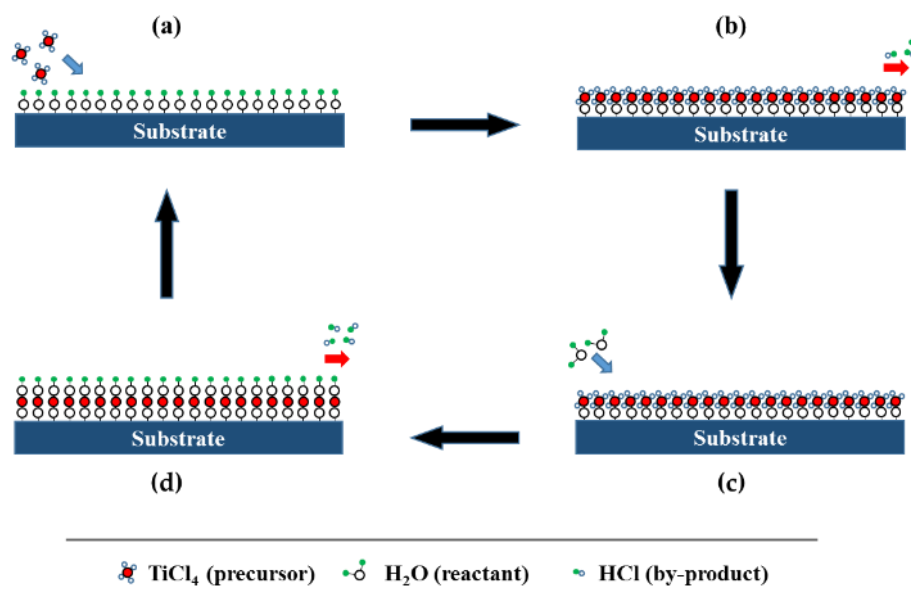 (a)
(b)
Substrate
Substrate
Substrate
Substrate
(d)
(c)
TiCl₄ (precursor)
H₂O (reactant)
HCl (by-product)